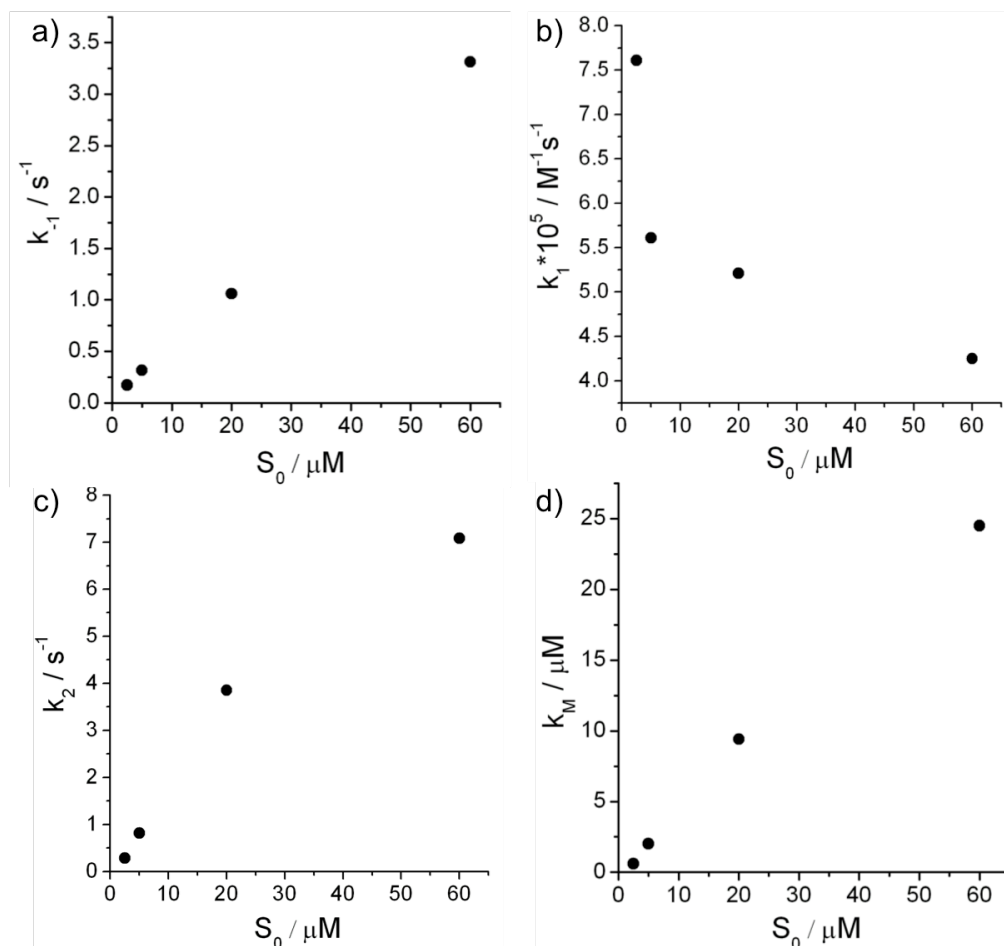 a)
3.5
3.0
2.5
2.0
1.5
1.0
0.5
0.0
k₋₁ / s⁻¹
0 10 20 30 40 50 60
S₀ / μM
b)
8.0
7.5
7.0
6.5
6.0
5.5
5.0
4.5
4.0
k₁*10⁵ / M⁻¹s⁻¹
0 10 20 30 40 50 60
S₀ / μM
c)
8
7
6
5
4
3
2
1
0
k₂ / s⁻¹
0 10 20 30 40 50 60
S₀ / μM
d)
25
20
15
10
5
0
k_M / μM
0 10 20 30 40 50 60
S₀ / μM